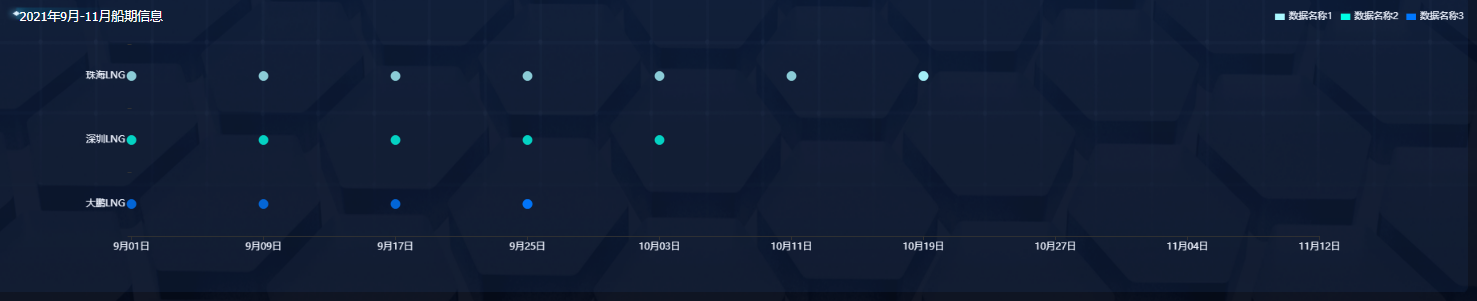 2021年9月-11月船期信息
数据名称1 数据名称2 数据名称3
珠海LNG
深圳LNG
大鹏LNG
9月01日 9月09日 9月17日 9月25日 10月03日 10月11日 10月19日 10月27日 11月04日 11月12日